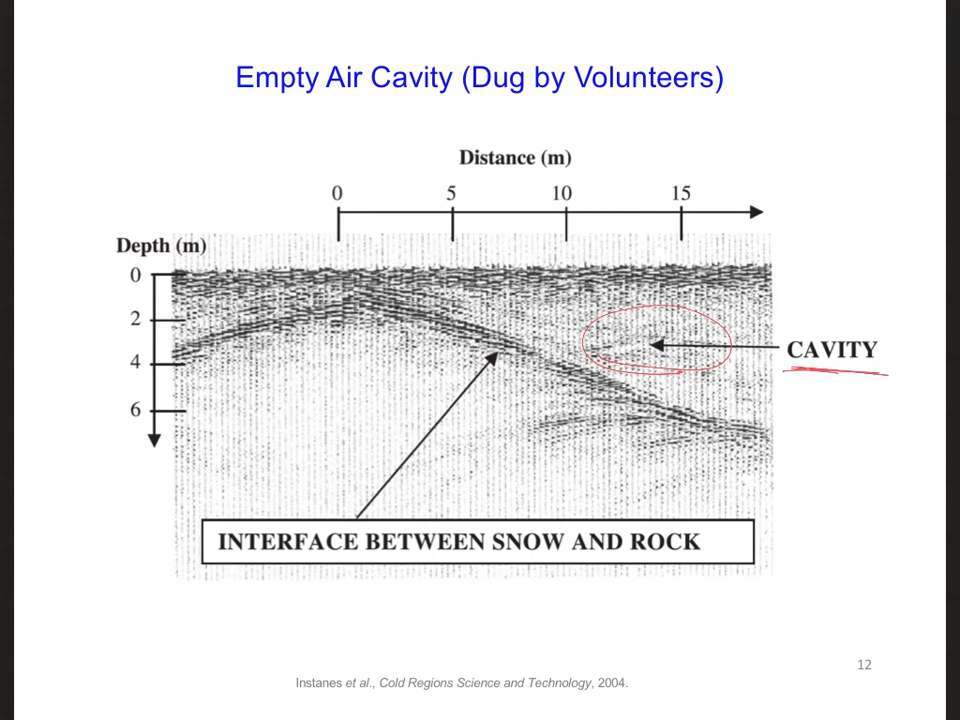 Empty Air Cavity (Dug by Volunteers)
Distance (m)
0 5 10 15
Depth (m)
0
2
4
6
CAVITY
INTERFACE BETWEEN SNOW AND ROCK
12
Instanes et al., Cold Regions Science and Technology, 2004.